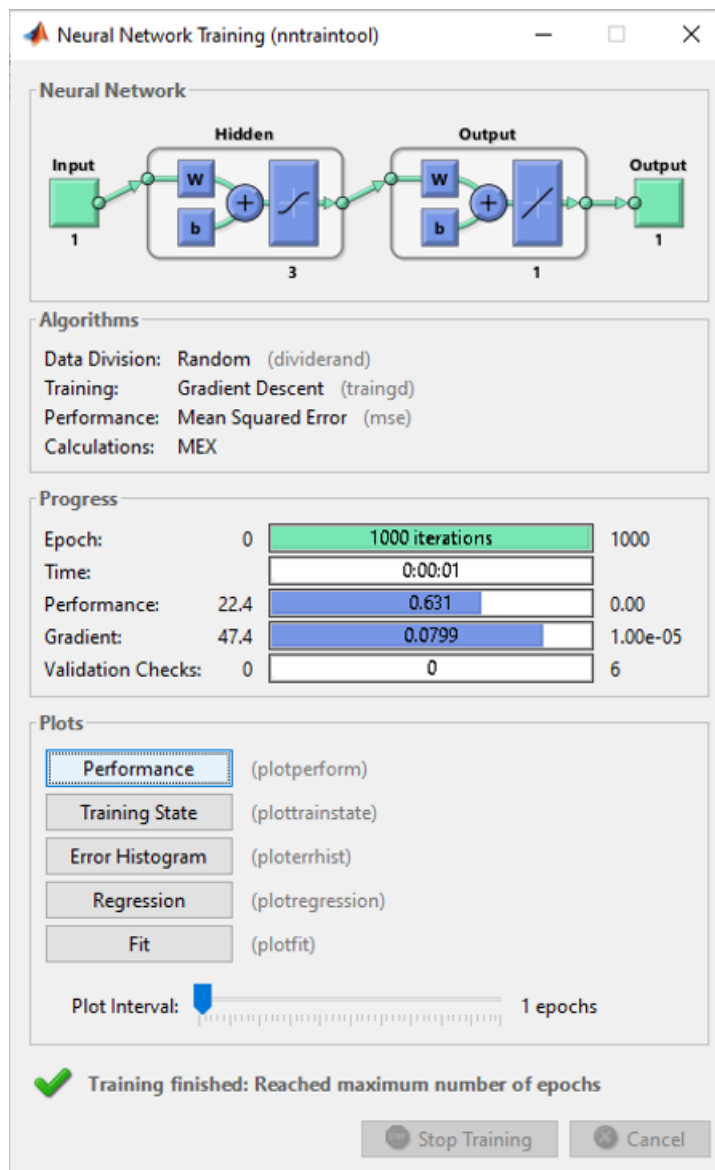 Neural Network Training (nntraintool)
Neural Network
Hidden
Output
Input
W
b
+
1
3
W
b
+
1
Output
1
Algorithms
Data Division: Random (dividerand)
Training: Gradient Descent (traingd)
Performance: Mean Squared Error (mse)
Calculations: MEX
Progress
Epoch: 0 1000 iterations 1000
Time: 0:00:01
Performance: 22.4 0.631 0.00
Gradient: 47.4 0.0799 1.00e-05
Validation Checks: 0 0 6
Plots
Performance (plotperform)
Training State (plottrainstate)
Error Histogram (ploterrhist)
Regression (plotregression)
Fit (plotfit)
Plot Interval: 1 epochs
Training finished: Reached maximum number of epochs
STOP Stop Training Cancel